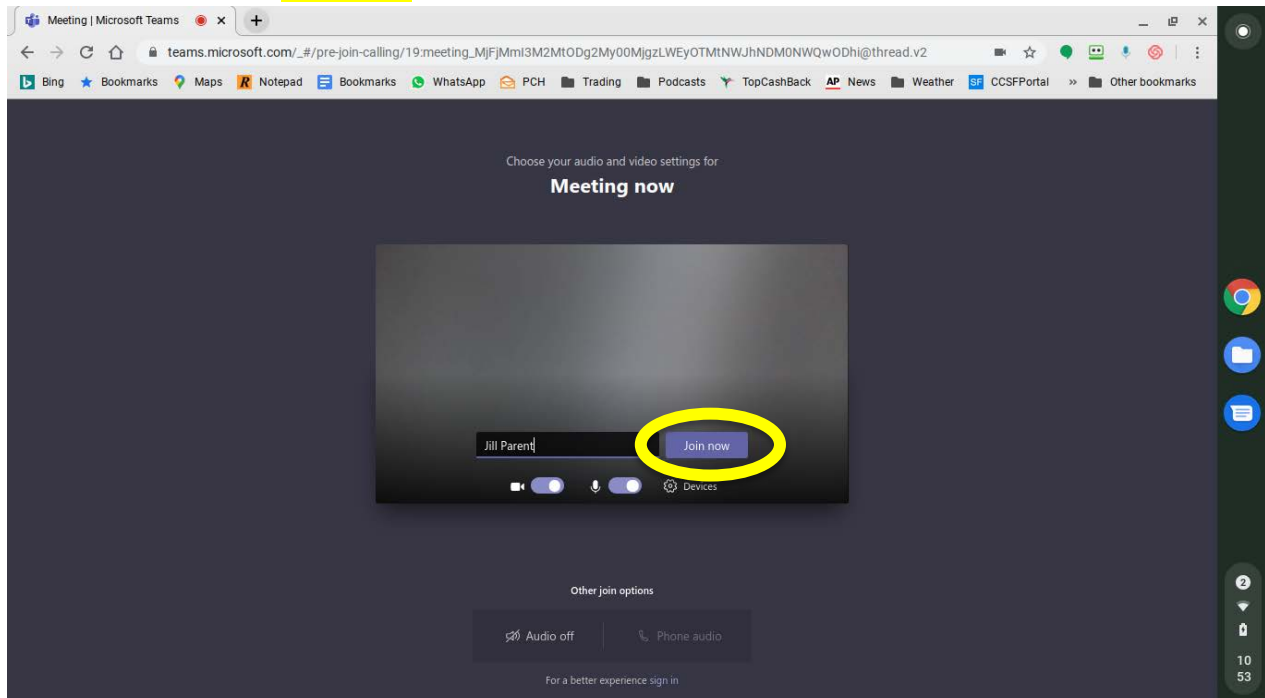 Meeting | Microsoft Teams
teams.microsoft.com/_#/pre-join-calling/19:meeting_MjFjMmI3M2MtODg2My00MjgzLWEyOTMtNWJhNDM0NWQwODhi@thread.v2
Bing Bookmarks Maps R Notepad Bookmarks WhatsApp PCH Trading Podcasts TopCashBack AP News Weather SF CCSFPortal » Other bookmarks
Choose your audio and video settings for
Meeting now
Jill Parent Join now
Devices
Other join options
Audio off Phone audio
For a better experience sign in
2
10
53